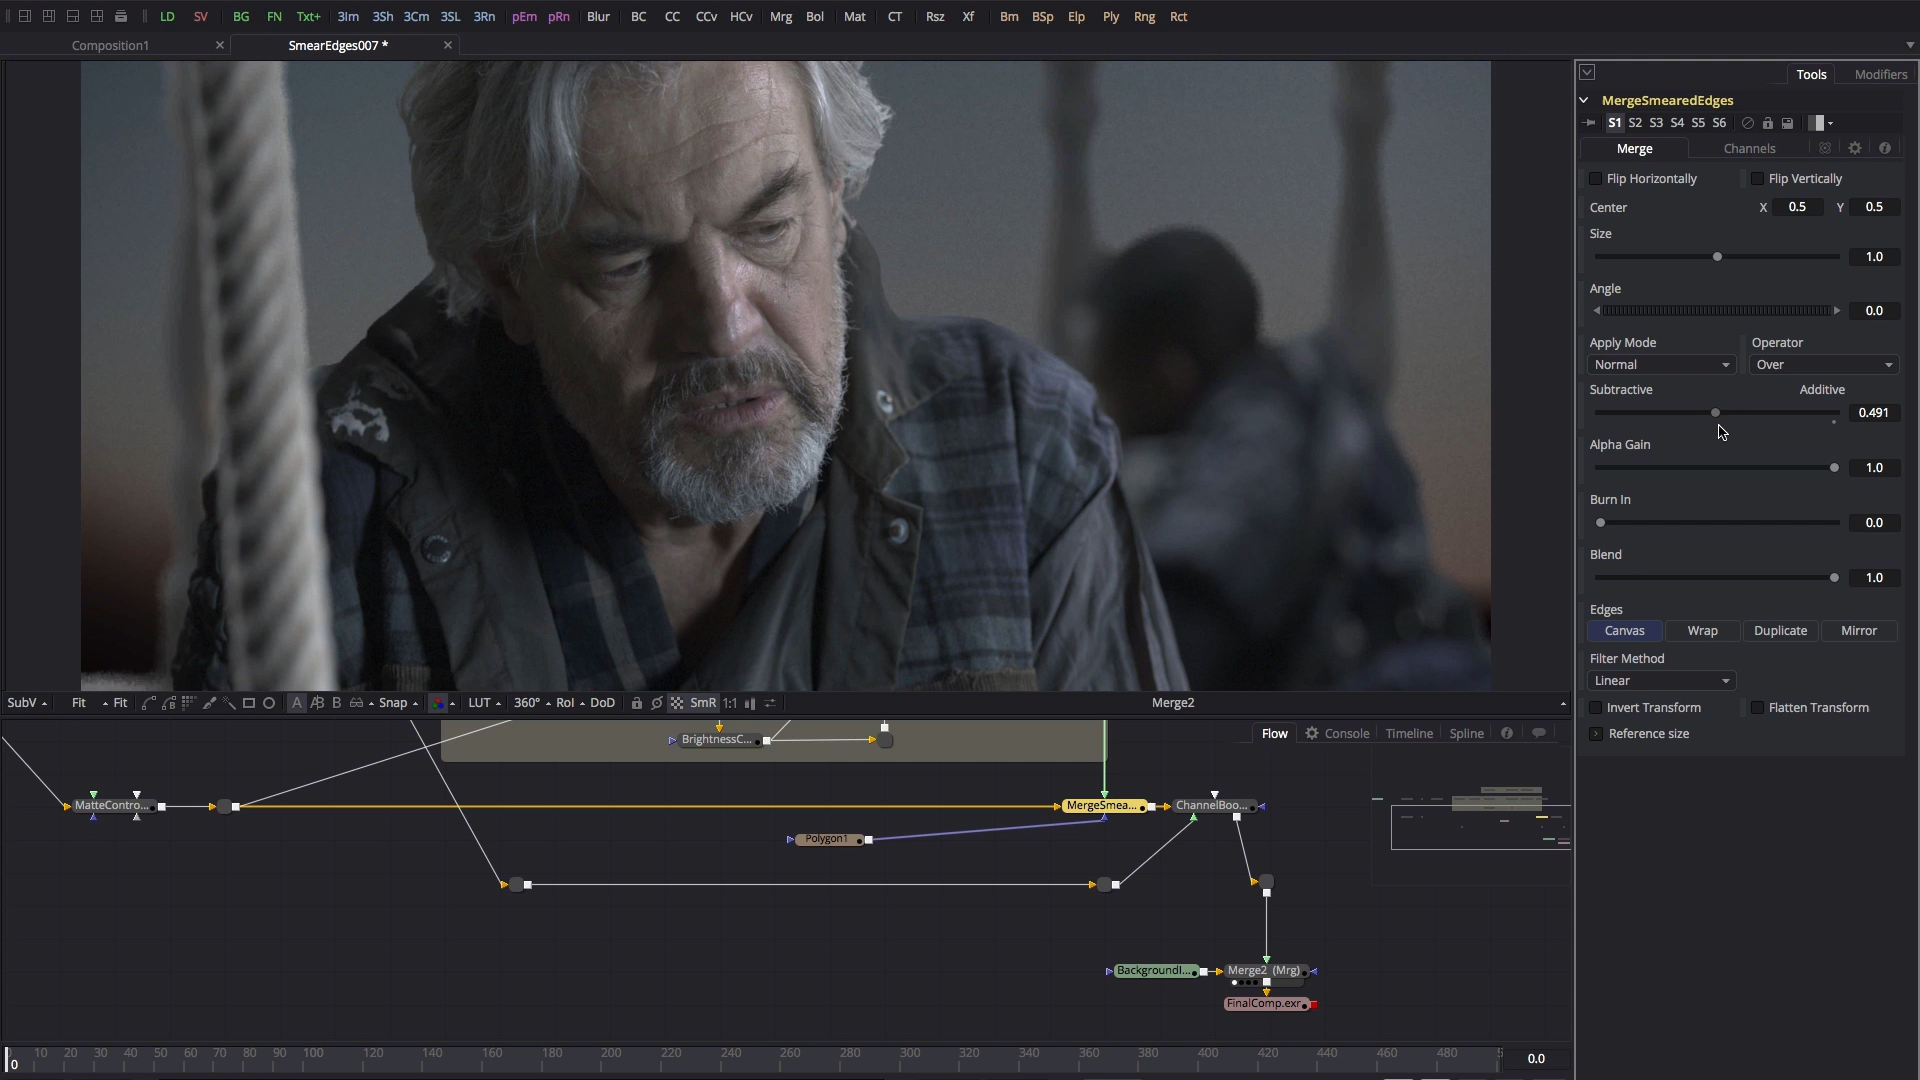 LD SV BG FN Txt+ 3Im 3Sh 3Cm 3SL 3Rn pEm pRn Blur BC CC CCv HCv Mrg Bol Mat CT Rsz Xf Bm BSp Elp Ply Rng Rct
Composition1 SmearEdges007 *
Tools Modifiers
MergeSmearedEdges
S1 S2 S3 S4 S5 S6
Merge Channels
Flip Horizontally Flip Vertically
Center X 0.5 Y 0.5
Size
1.0
Angle
0.0
Apply Mode Operator
Normal Over
Subtractive Additive
0.491
Alpha Gain
1.0
Burn In
0.0
Blend
1.0
Edges
Canvas Wrap Duplicate Mirror
Filter Method
Linear
Invert Transform Flatten Transform
Reference size
SubV Fit Fit A B Snap LUT 360° RoI DoD SmR 1:1 Merge2
Flow Console Timeline Spline
BrightnessC...
MatteContro... MergeSmea... ChannelBoo...
Polygon1
BackgroundI... Merge2 (Mrg)
FinalComp.exr
0 10 20 30 40 50 60 70 80 90 100 120 140 160 180 200 220 240 260 280 300 320 340 360 380 400 420 440 460 480 0.0